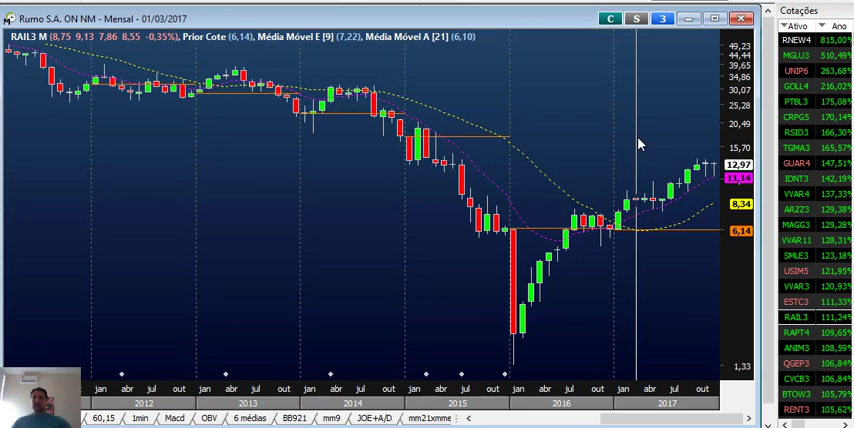 Rumo S.A. ON NM - Mensal - 01/03/2017
C S 3
RAIL3 M (8,75 9,13 7,86 8,55 -0,35%), Prior Cote (6,14), Média Móvel E [9] (7,22), Média Móvel A [21] (6,10)
49,23
44,44
39,65
34,86
30,07
25,28
20,49
15,70
12,97
11,14
8,34
6,14
1,33
jan abr jul out jan abr jul out jan abr jul out jan abr jul out jan abr jul out jan abr jul out
2012 2013 2014 2015 2016 2017
60,15 1min Macd OBV 6 médias BB921 mm9 JOE+A/D mm21xmme
Cotações
Ativo Ano
RNEW4 815,00%
MGLU3 510,49%
UNIP6 263,68%
GOLL4 216,02%
PTBL3 175,08%
CRPG5 170,14%
RSID3 166,30%
TGMA3 165,57%
GUAR4 147,51%
IDNT3 142,19%
VVAR4 137,33%
ARZZ3 129,38%
MAGG3 129,28%
VVAR11 128,31%
SMLE3 123,18%
USIM5 121,95%
VVAR3 120,93%
ESTC3 111,33%
RAIL3 111,24%
RAPT4 109,65%
ANIM3 108,59%
QGEP3 106,84%
CVCB3 106,84%
BTOW3 105,79%
RENT3 105,62%